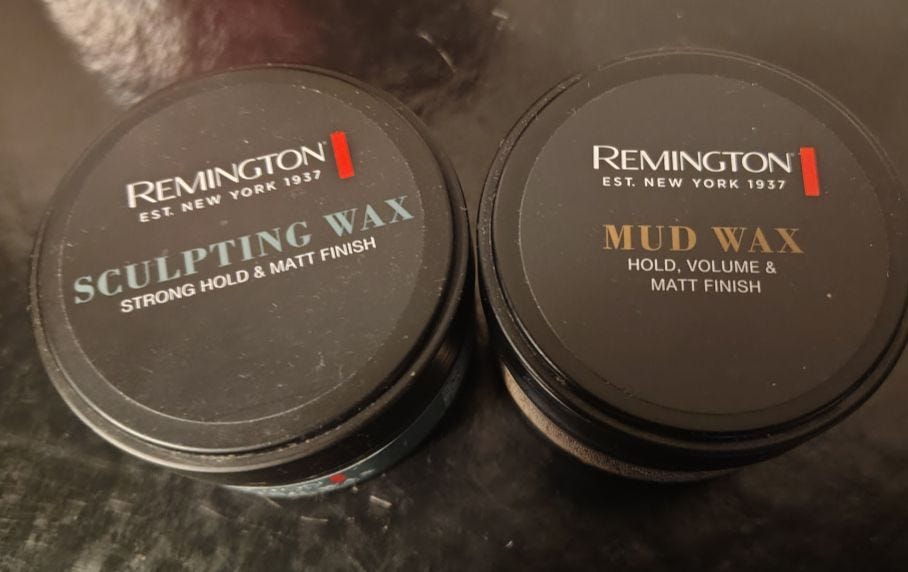 REMINGTON
EST. NEW YORK 1937
SCULPTING WAX
STRONG HOLD & MATT FINISH
REMINGTON
EST. NEW YORK 1937
MUD WAX
HOLD, VOLUME &
MATT FINISH